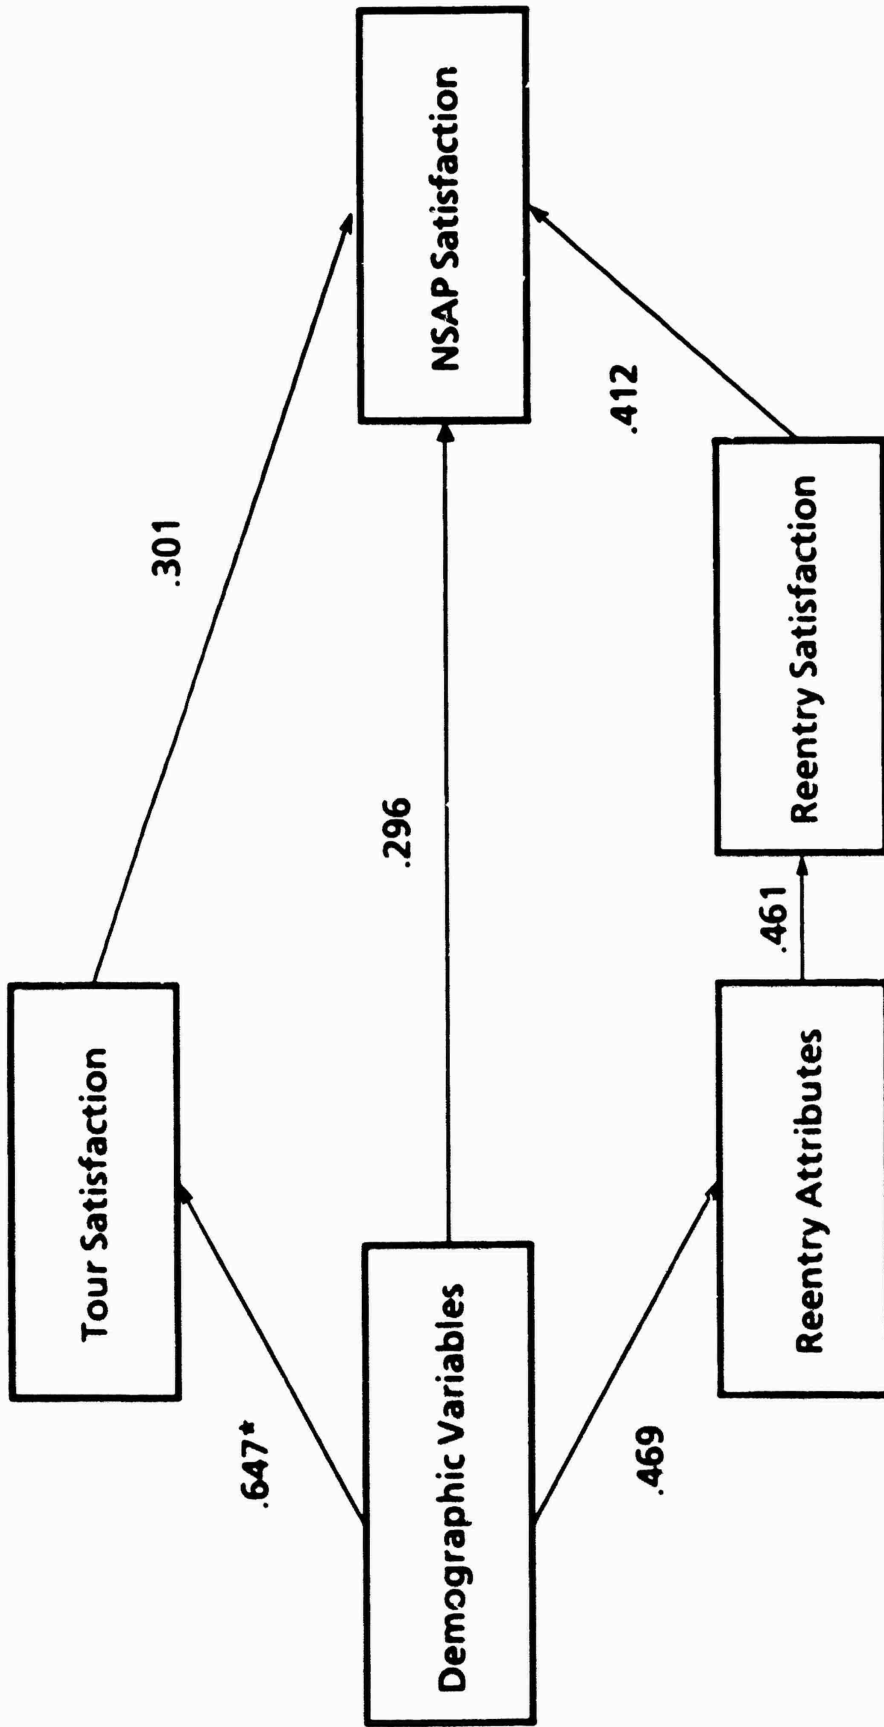 Tour Satisfaction
.647*
.301
Demographic Variables
.296
NSAP Satisfaction
.469
.412
Reentry Attributes
.461
Reentry Satisfaction